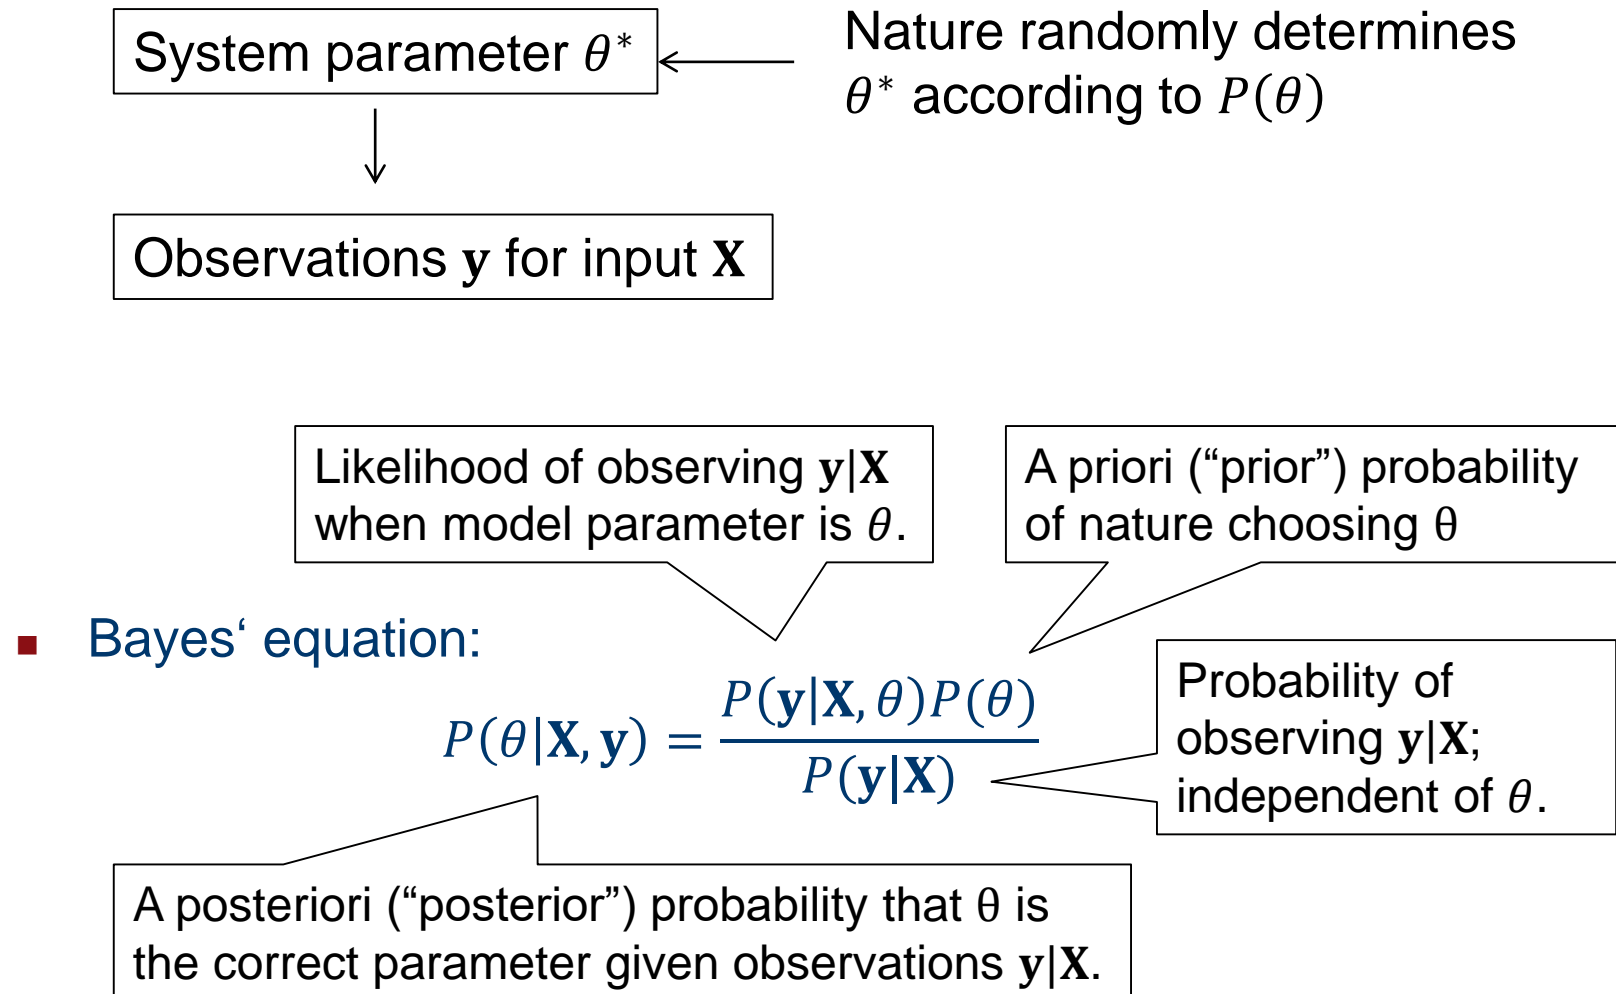 System parameter 𝜃*
Nature randomly determines
𝜃* according to 𝑃(𝜃)
Observations 𝐲 for input 𝐗
Likelihood of observing 𝐲|𝐗
when model parameter is 𝜃.
A priori (“prior”) probability
of nature choosing θ
▪ Bayes‘ equation:
𝑃(𝜃|𝐗, 𝐲) = 𝑃(𝐲|𝐗, 𝜃)𝑃(𝜃) / 𝑃(𝐲|𝐗)
Probability of
observing 𝐲|𝐗;
independent of 𝜃.
A posteriori (“posterior”) probability that θ is
the correct parameter given observations 𝐲|𝐗.